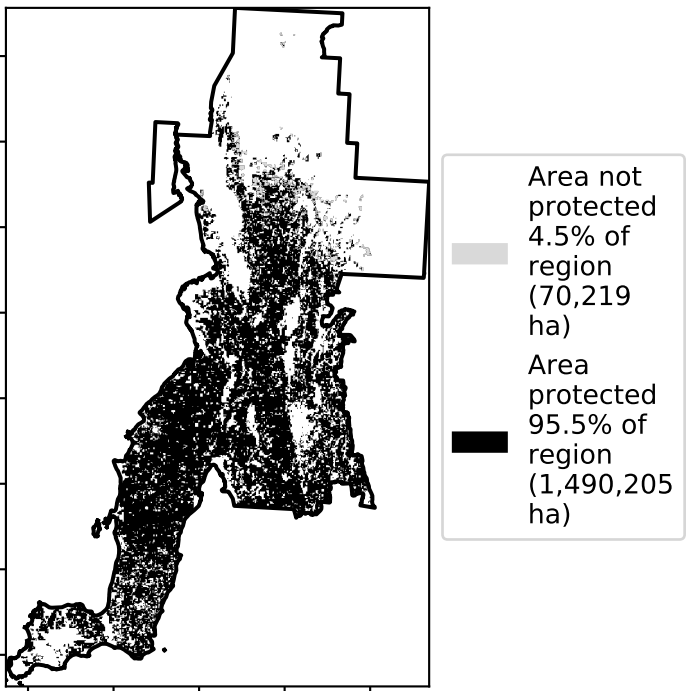 Area not
protected
4.5% of
region
(70,219
ha)
Area
protected
95.5% of
region
(1,490,205
ha)